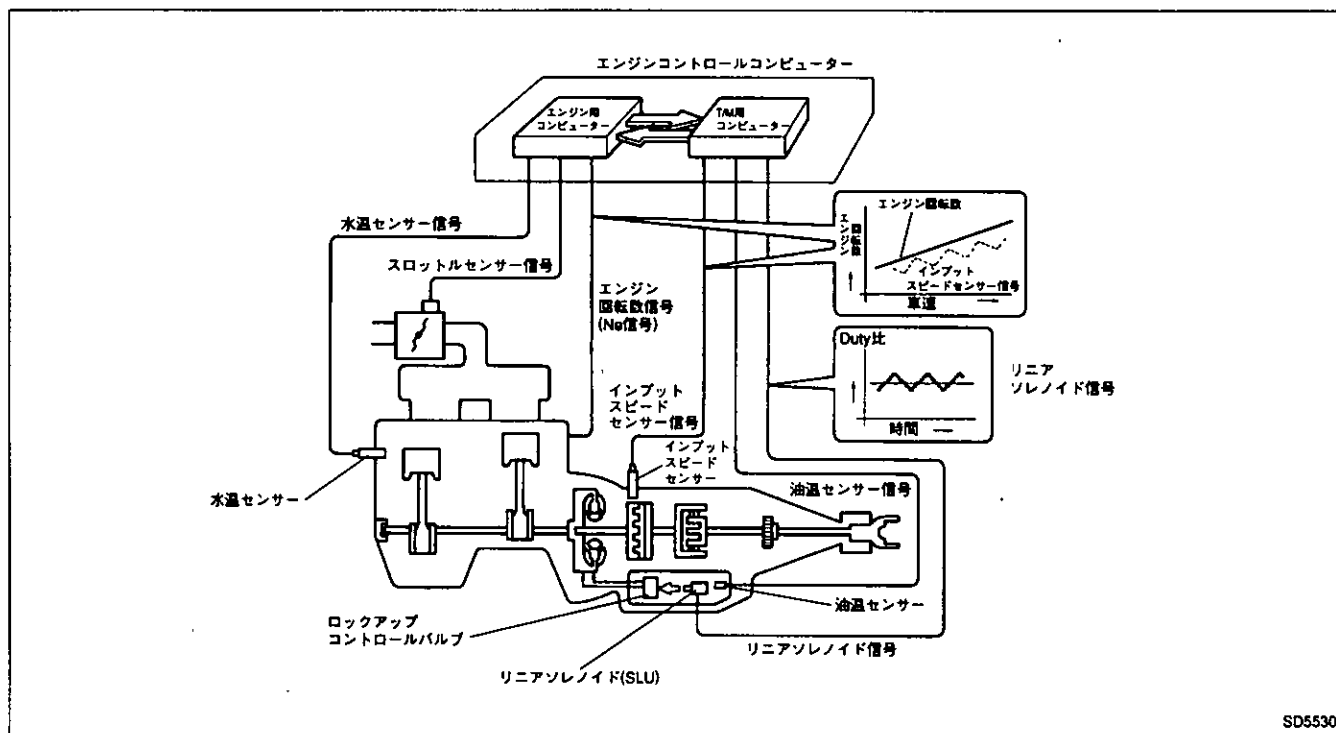 エンジンコントロールコンピューター
エンジン用
コンピューター
T/M用
コンピューター
水温センサー信号
スロットルセンサー信号
エンジン
回転数信号
(Ne信号)
エンジン回転数
エンジン
回転数
インプット
スピードセンサー信号
車速
Duty比
時間
リニア
ソレノイド信号
インプット
スピード
センサー信号
インプット
スピード
センサー
水温センサー
油温センサー信号
油温センサー
ロックアップ
コントロールバルブ
リニアソレノイド信号
リニアソレノイド(SLU)
SD5530